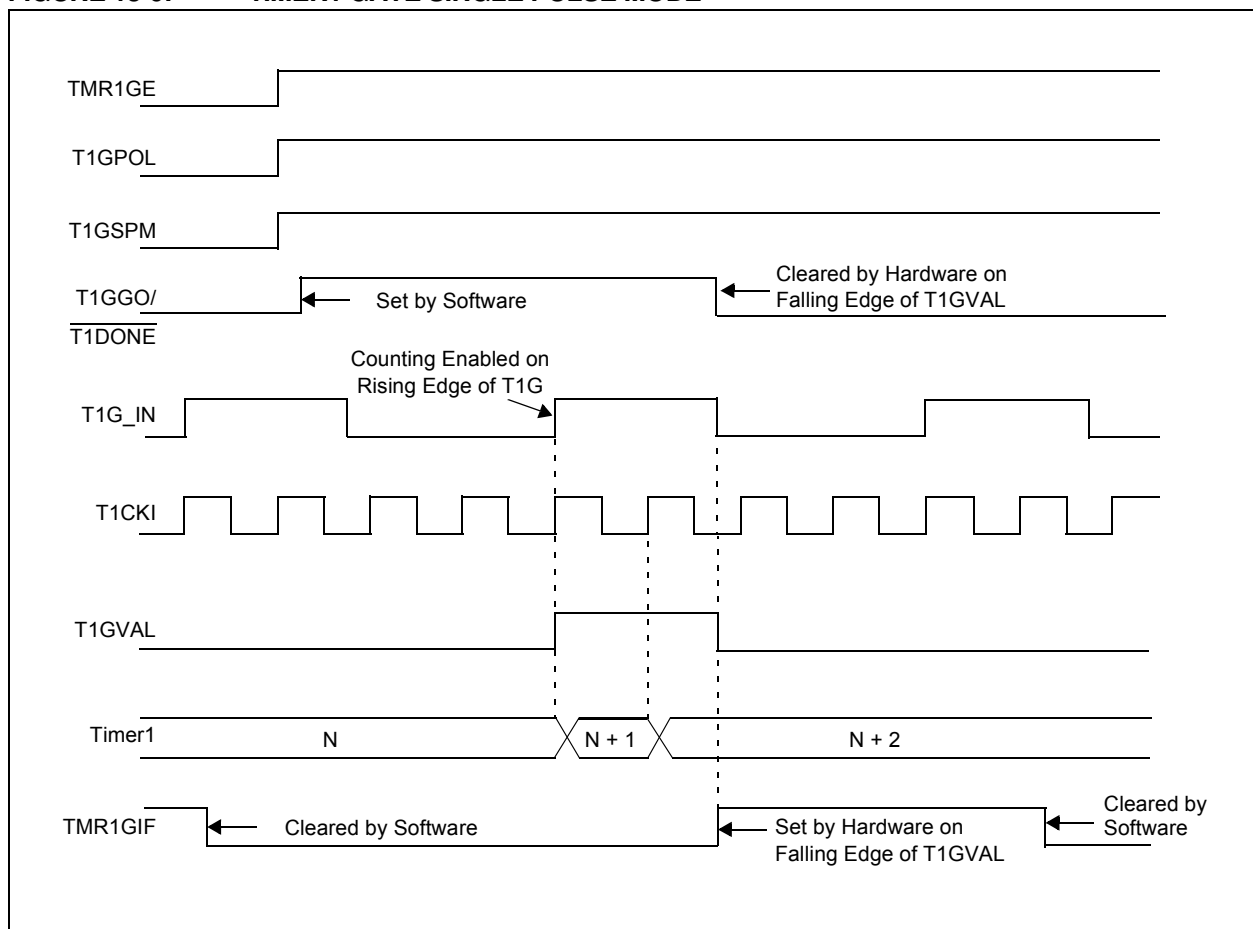 TMR1GE
T1GPOL
T1GSPM
T1GGO/
T1DONE
Set by Software
Cleared by Hardware on
Falling Edge of T1GVAL
Counting Enabled on
Rising Edge of T1G
T1G_IN
T1CKI
T1GVAL
Timer1
N
N + 1
N + 2
TMR1GIF
Cleared by Software
Set by Hardware on
Falling Edge of T1GVAL
Cleared by
Software